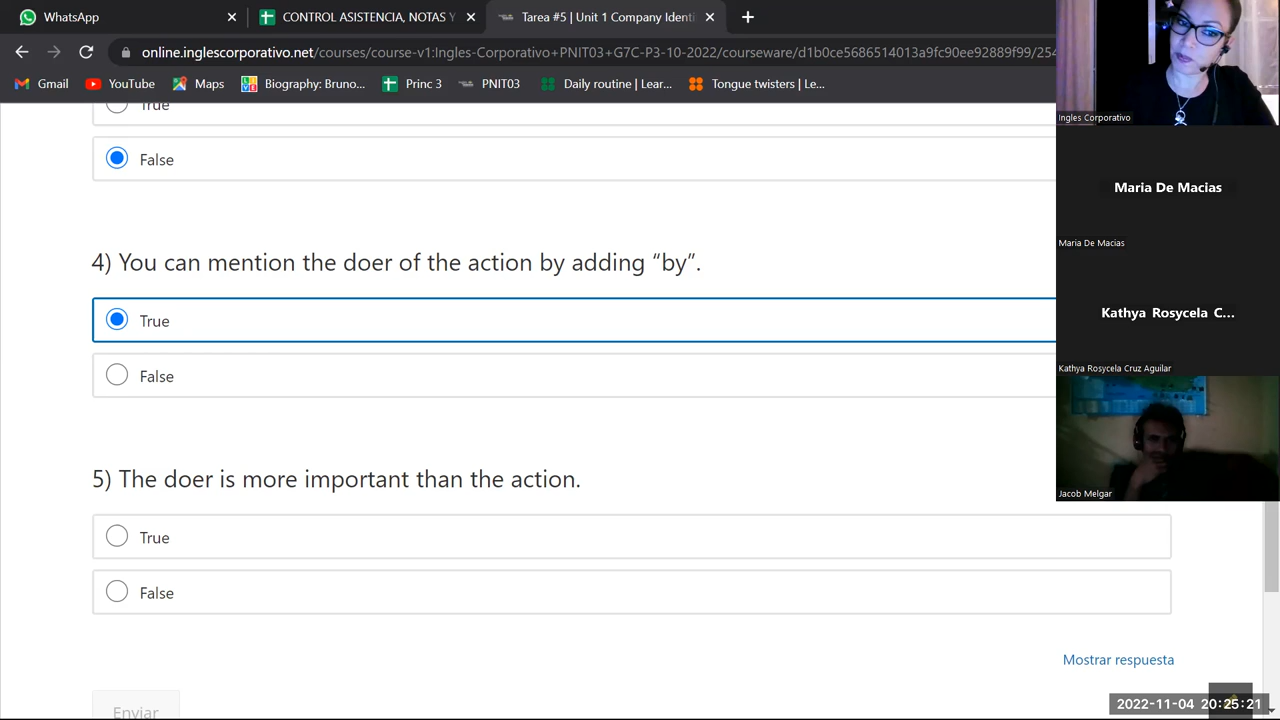 WhatsApp
CONTROL ASISTENCIA, NOTAS Y
Tarea #5 | Unit 1 Company Identi
online.inglescorporativo.net/courses/course-v1:Ingles-Corporativo+PNIT03+G7C-P3-10-2022/courseware/d1b0ce5686514013a9fc90ee92889f99/254
Gmail
YouTube
Maps
Biography: Bruno...
Princ 3
PNIT03
Daily routine | Lear...
Tongue twisters | Le...
True
False
4) You can mention the doer of the action by adding “by”.
True
False
5) The doer is more important than the action.
True
False
Mostrar respuesta
Enviar
Ingles Corporativo
Maria De Macias
Maria De Macias
Kathya Rosycela C...
Kathya Rosycela Cruz Aguilar
Jacob Melgar
2022-11-04 20:25:21